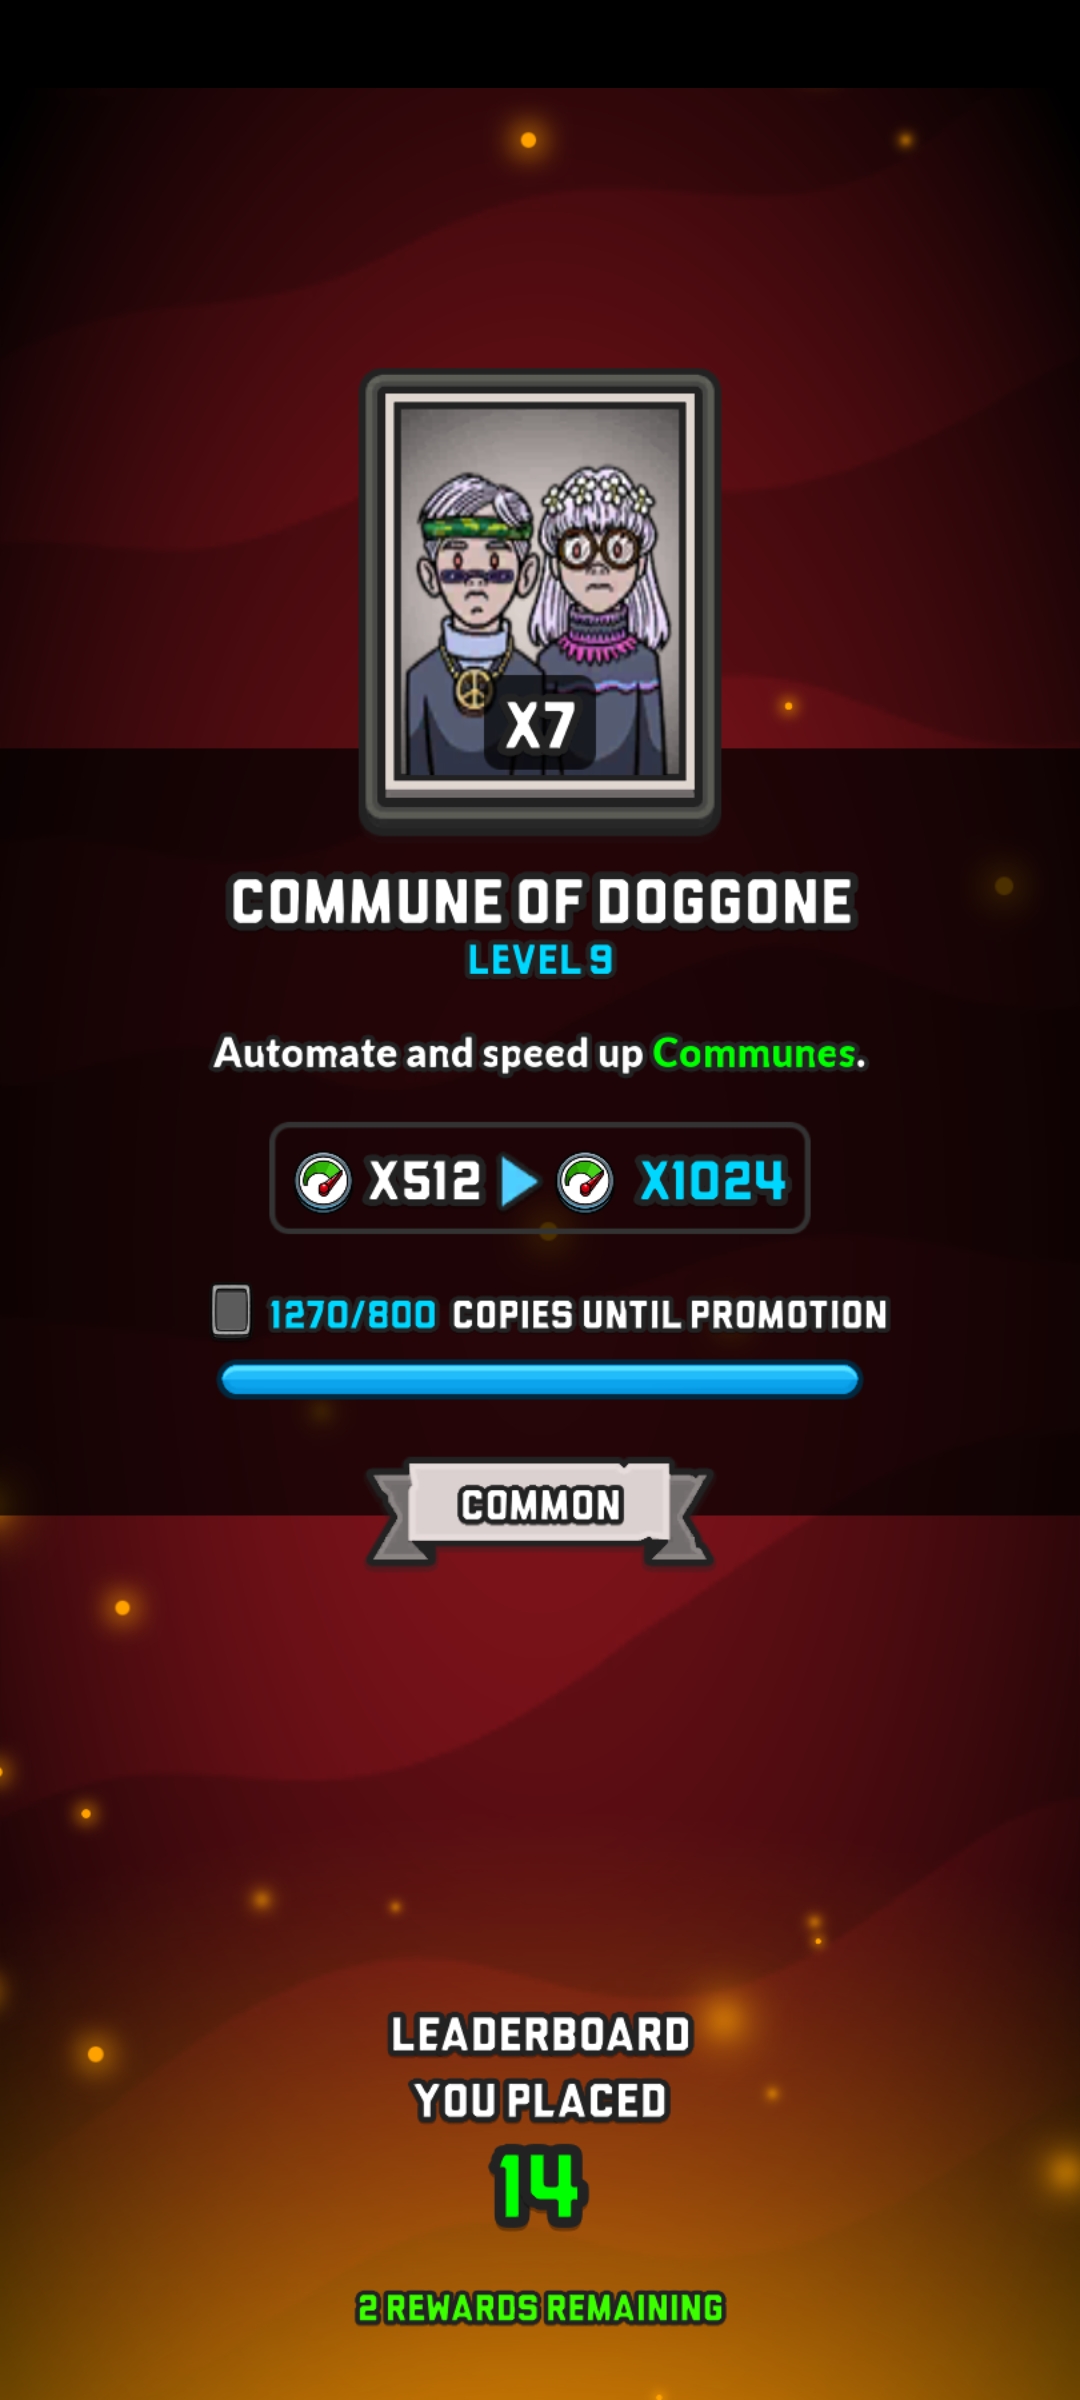 X7
COMMUNE OF DOGGONE
LEVEL 9
Automate and speed up Communes.
X512 X1024
1270/800 COPIES UNTIL PROMOTION
COMMON
LEADERBOARD
YOU PLACED
14
2 REWARDS REMAINING